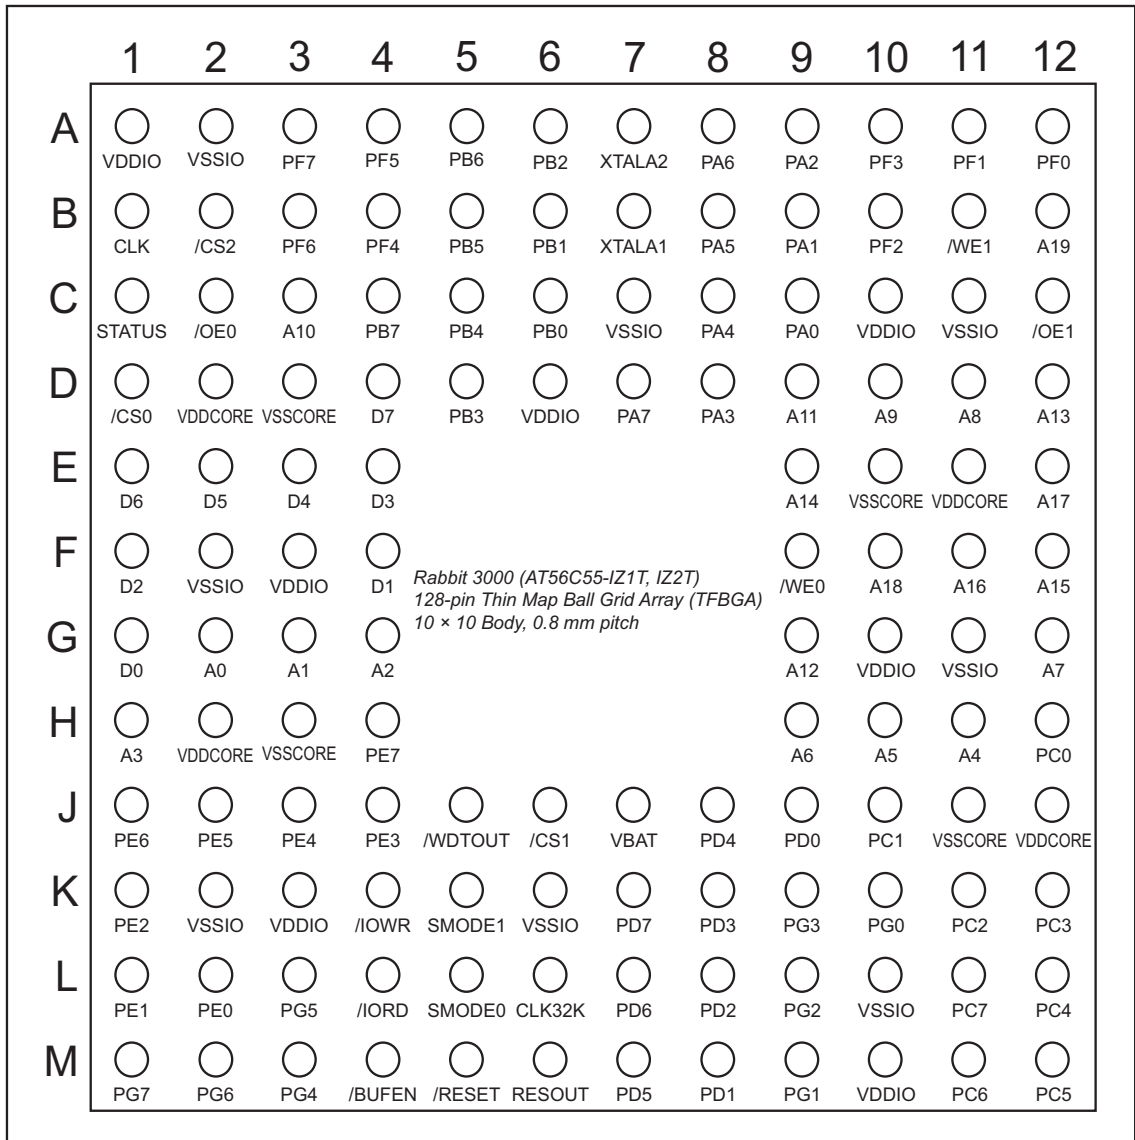 1 2 3 4 5 6 7 8 9 10 11 12
A
VDDIO VSSIO PF7 PF5 PB6 PB2 XTALA2 PA6 PA2 PF3 PF1 PF0
B
CLK /CS2 PF6 PF4 PB5 PB1 XTALA1 PA5 PA1 PF2 /WE1 A19
C
STATUS /OE0 A10 PB7 PB4 PB0 VSSIO PA4 PA0 VDDIO VSSIO /OE1
D
/CS0 VDDCORE VSSCORE D7 PB3 VDDIO PA7 PA3 A11 A9 A8 A13
E
D6 D5 D4 D3 A14 VSSCORE VDDCORE A17
F
D2 VSSIO VDDIO D1 /WE0 A18 A16 A15
Rabbit 3000 (AT56C55-IZ1T, IZ2T)
128-pin Thin Map Ball Grid Array (TFBGA)
10 × 10 Body, 0.8 mm pitch
G
D0 A0 A1 A2 A12 VDDIO VSSIO A7
H
A3 VDDCORE VSSCORE PE7 A6 A5 A4 PC0
J
PE6 PE5 PE4 PE3 /WDTOUT /CS1 VBAT PD4 PD0 PC1 VSSCORE VDDCORE
K
PE2 VSSIO VDDIO /IOWR SMODE1 VSSIO PD7 PD3 PG3 PG0 PC2 PC3
L
PE1 PE0 PG5 /IORD SMODE0 CLK32K PD6 PD2 PG2 VSSIO PC7 PC4
M
PG7 PG6 PG4 /BUFEN /RESET RESOUT PD5 PD1 PG1 VDDIO PC6 PC5